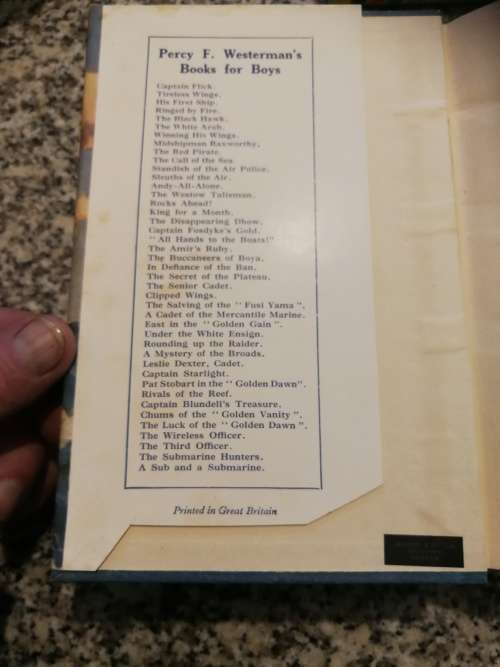 Percy F. Westerman's
Books for Boys
Captain Flick.
Tireless Wings.
His First Ship.
Ringed by Fire.
The Black Hawk.
The White Arab.
Winning His Wings.
Midshipman Raxworthy.
The Red Pirate.
The Call of the Sea.
Standish of the Air Police.
Sleuths of the Air.
Andy-All-Alone.
The Westow Talisman.
Rocks Ahead!
King for a Month.
The Disappearing Dhow.
Captain Fosdyke's Gold.
"All Hands to the Boats!"
The Amir's Ruby.
The Buccaneers of Boya.
In Defiance of the Ban.
The Secret of the Plateau.
The Senior Cadet.
Clipped Wings.
The Salving of the "Fusi Yama".
A Cadet of the Mercantile Marine.
East in the "Golden Gain".
Under the White Ensign.
Rounding up the Raider.
A Mystery of the Broads.
Leslie Dexter, Cadet.
Captain Starlight.
Pat Stobart in the "Golden Dawn".
Rivals of the Reef.
Captain Blundell's Treasure.
Chums of the "Golden Vanity".
The Luck of the "Golden Dawn".
The Wireless Officer.
The Third Officer.
The Submarine Hunters.
A Sub and a Submarine.
Printed in Great Britain